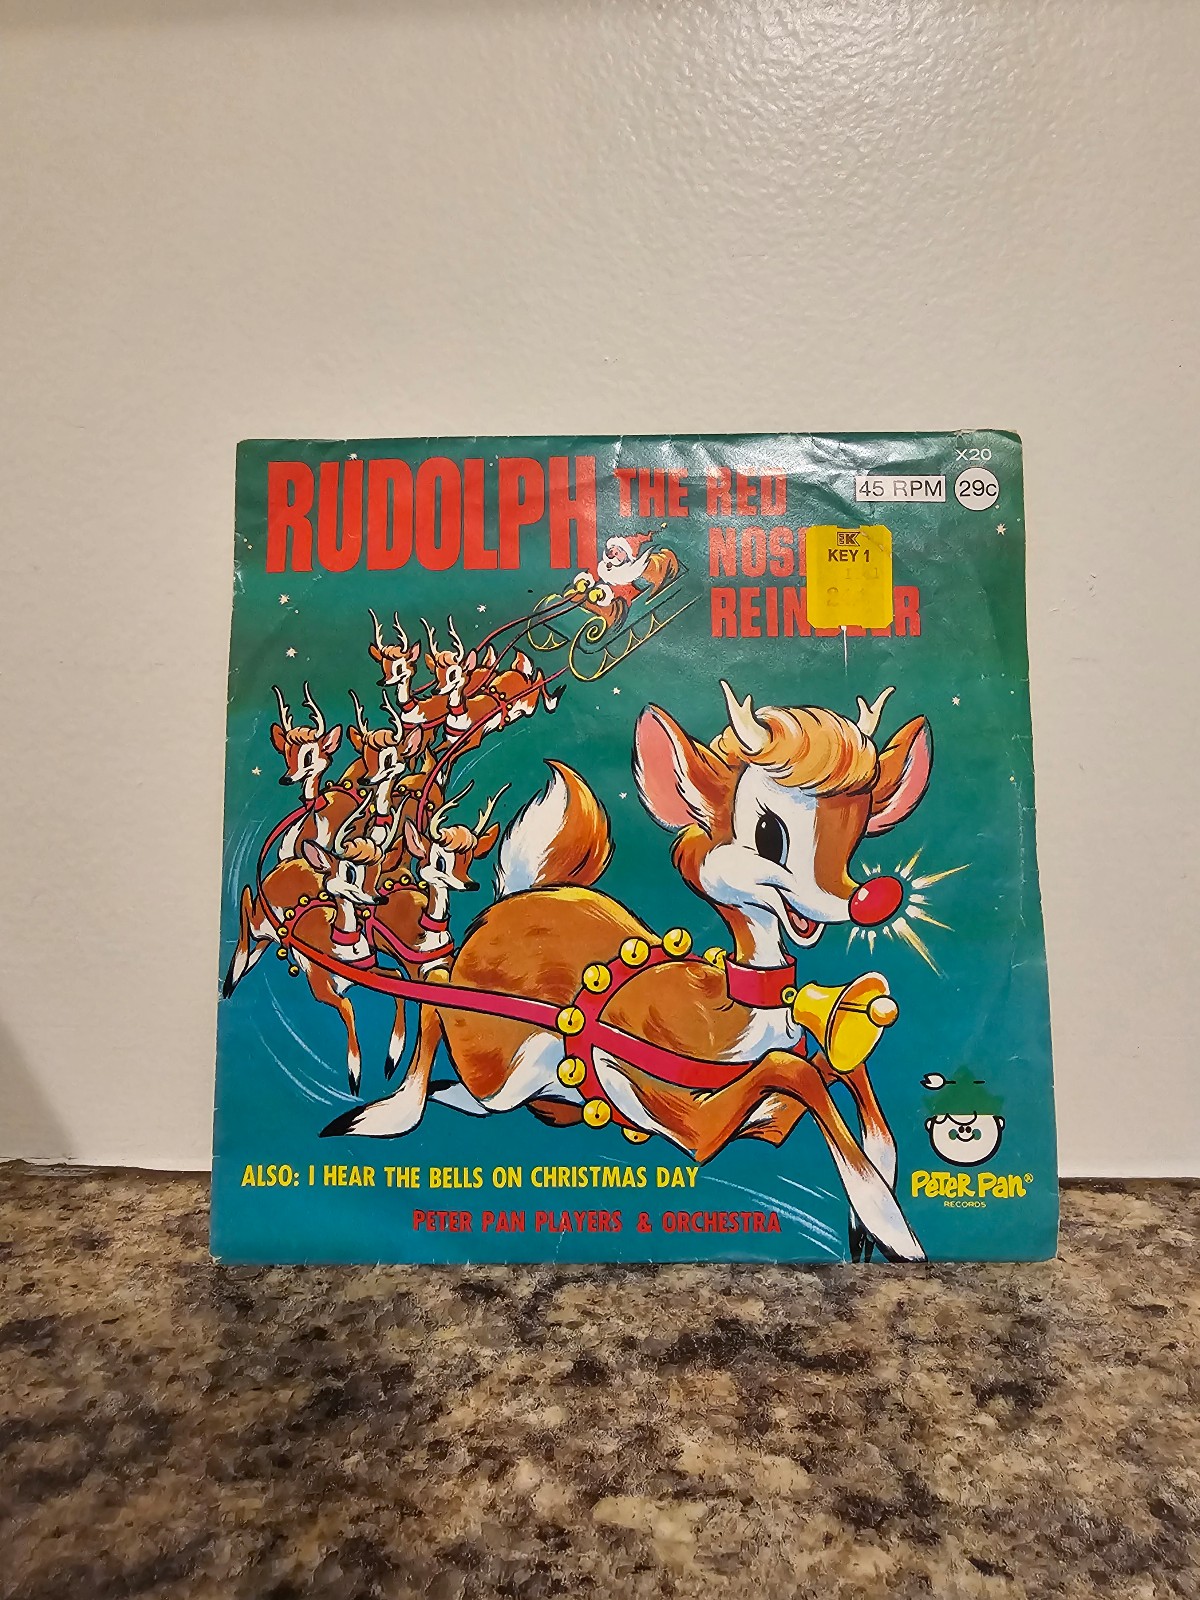 X20
45 RPM 29c
RUDOLPH THE RED
KEY 1
ALSO: I HEAR THE BELLS ON CHRISTMAS DAY
PETER PAN PLAYERS & ORCHESTRA
PETER PAN®
RECORDS